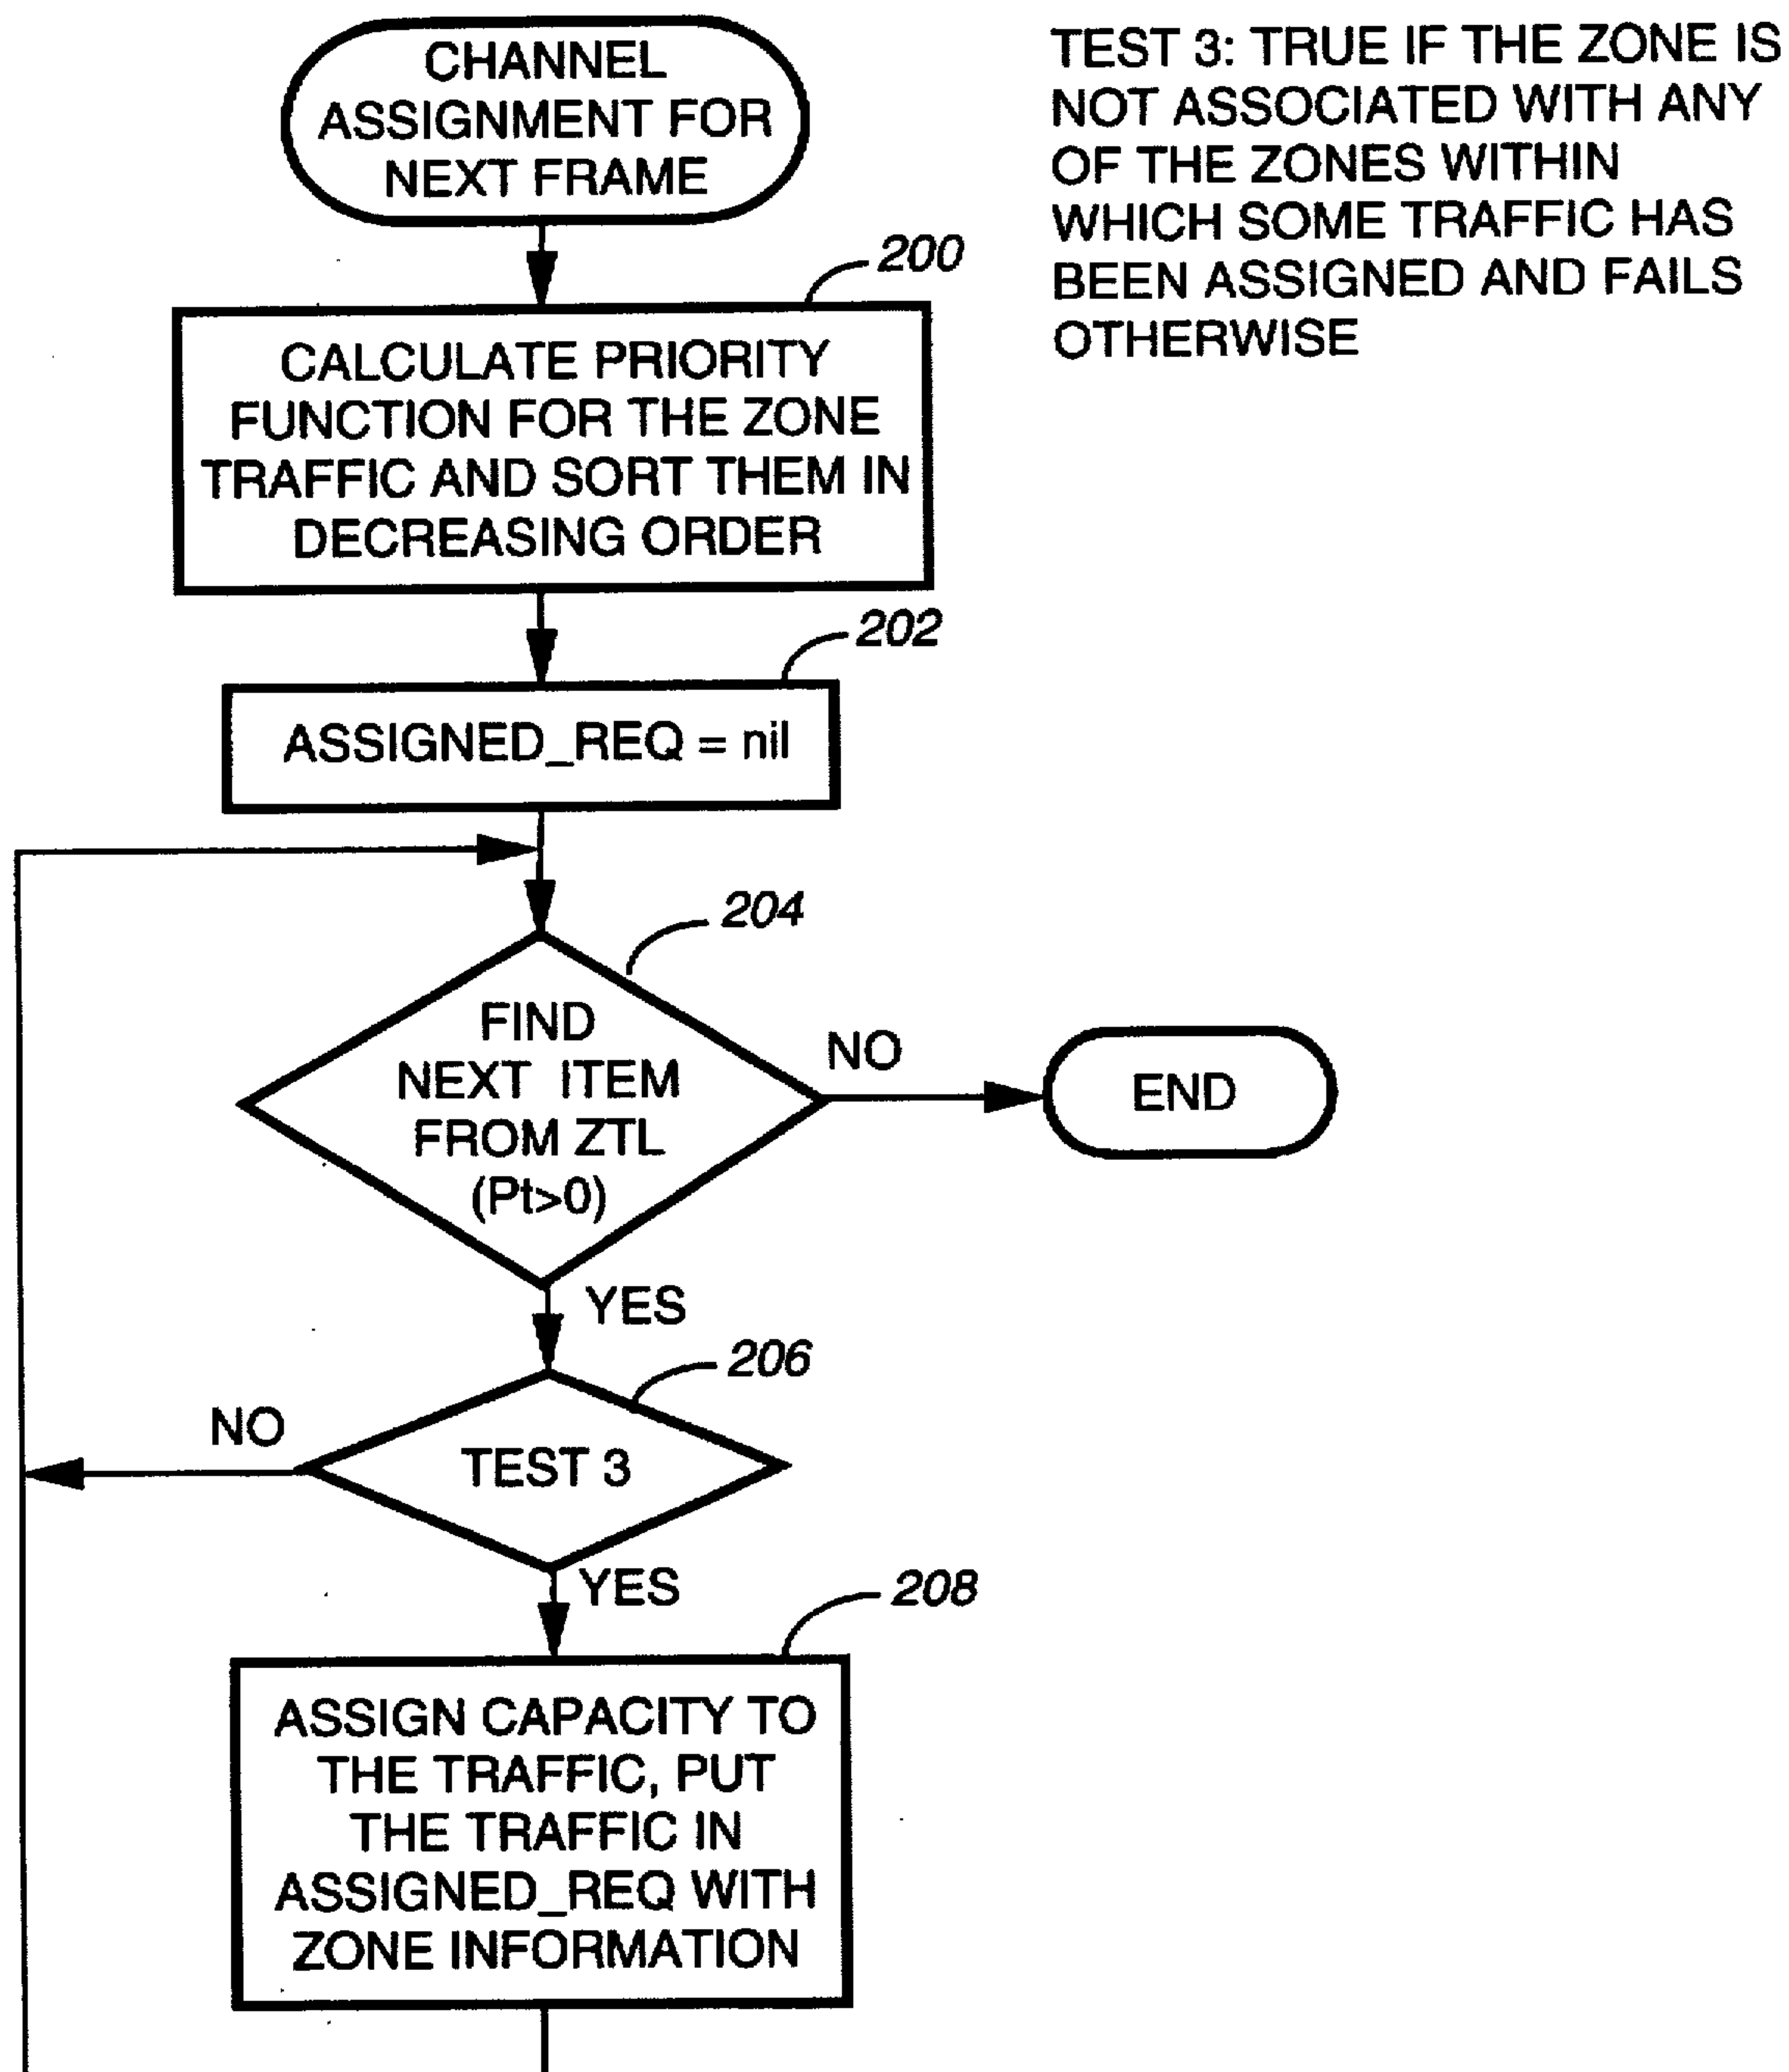 CHANNEL
ASSIGNMENT FOR
NEXT FRAME
TEST 3: TRUE IF THE ZONE IS
NOT ASSOCIATED WITH ANY
OF THE ZONES WITHIN
WHICH SOME TRAFFIC HAS
BEEN ASSIGNED AND FAILS
OTHERWISE
200
CALCULATE PRIORITY
FUNCTION FOR THE ZONE
TRAFFIC AND SORT THEM IN
DECREASING ORDER
202
ASSIGNED_REQ = nil
204
FIND
NEXT ITEM
FROM ZTL
(Pt>0)
NO
END
YES
206
NO
TEST 3
YES
208
ASSIGN CAPACITY TO
THE TRAFFIC, PUT
THE TRAFFIC IN
ASSIGNED_REQ WITH
ZONE INFORMATION